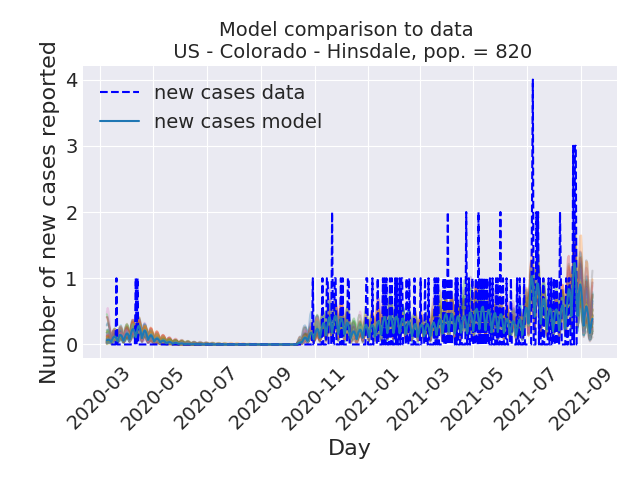 Model comparison to data
US - Colorado - Hinsdale, pop. = 820
Number of new cases reported
4
3
2
1
0
new cases data
new cases model
2020-03
2020-05
2020-07
2020-09
2020-11
2021-01
2021-03
2021-05
2021-07
2021-09
Day